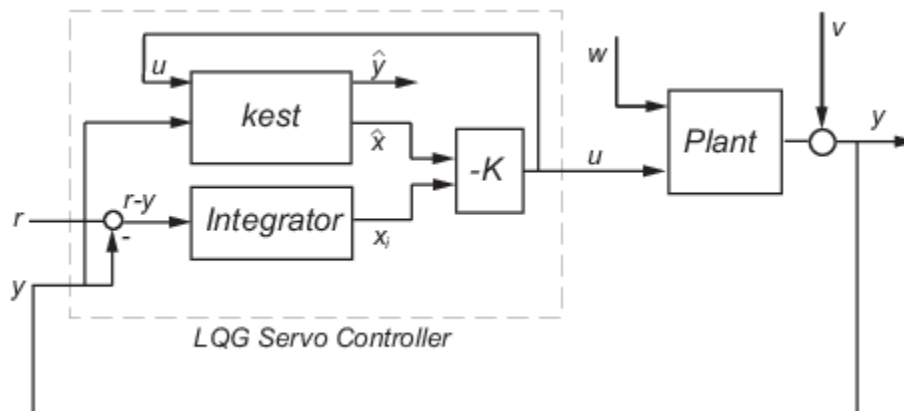 u
kest
ŷ
x̂
-K
u
w
Plant
v
y
r
r-y
-
Integrator
xᵢ
y
LQG Servo Controller